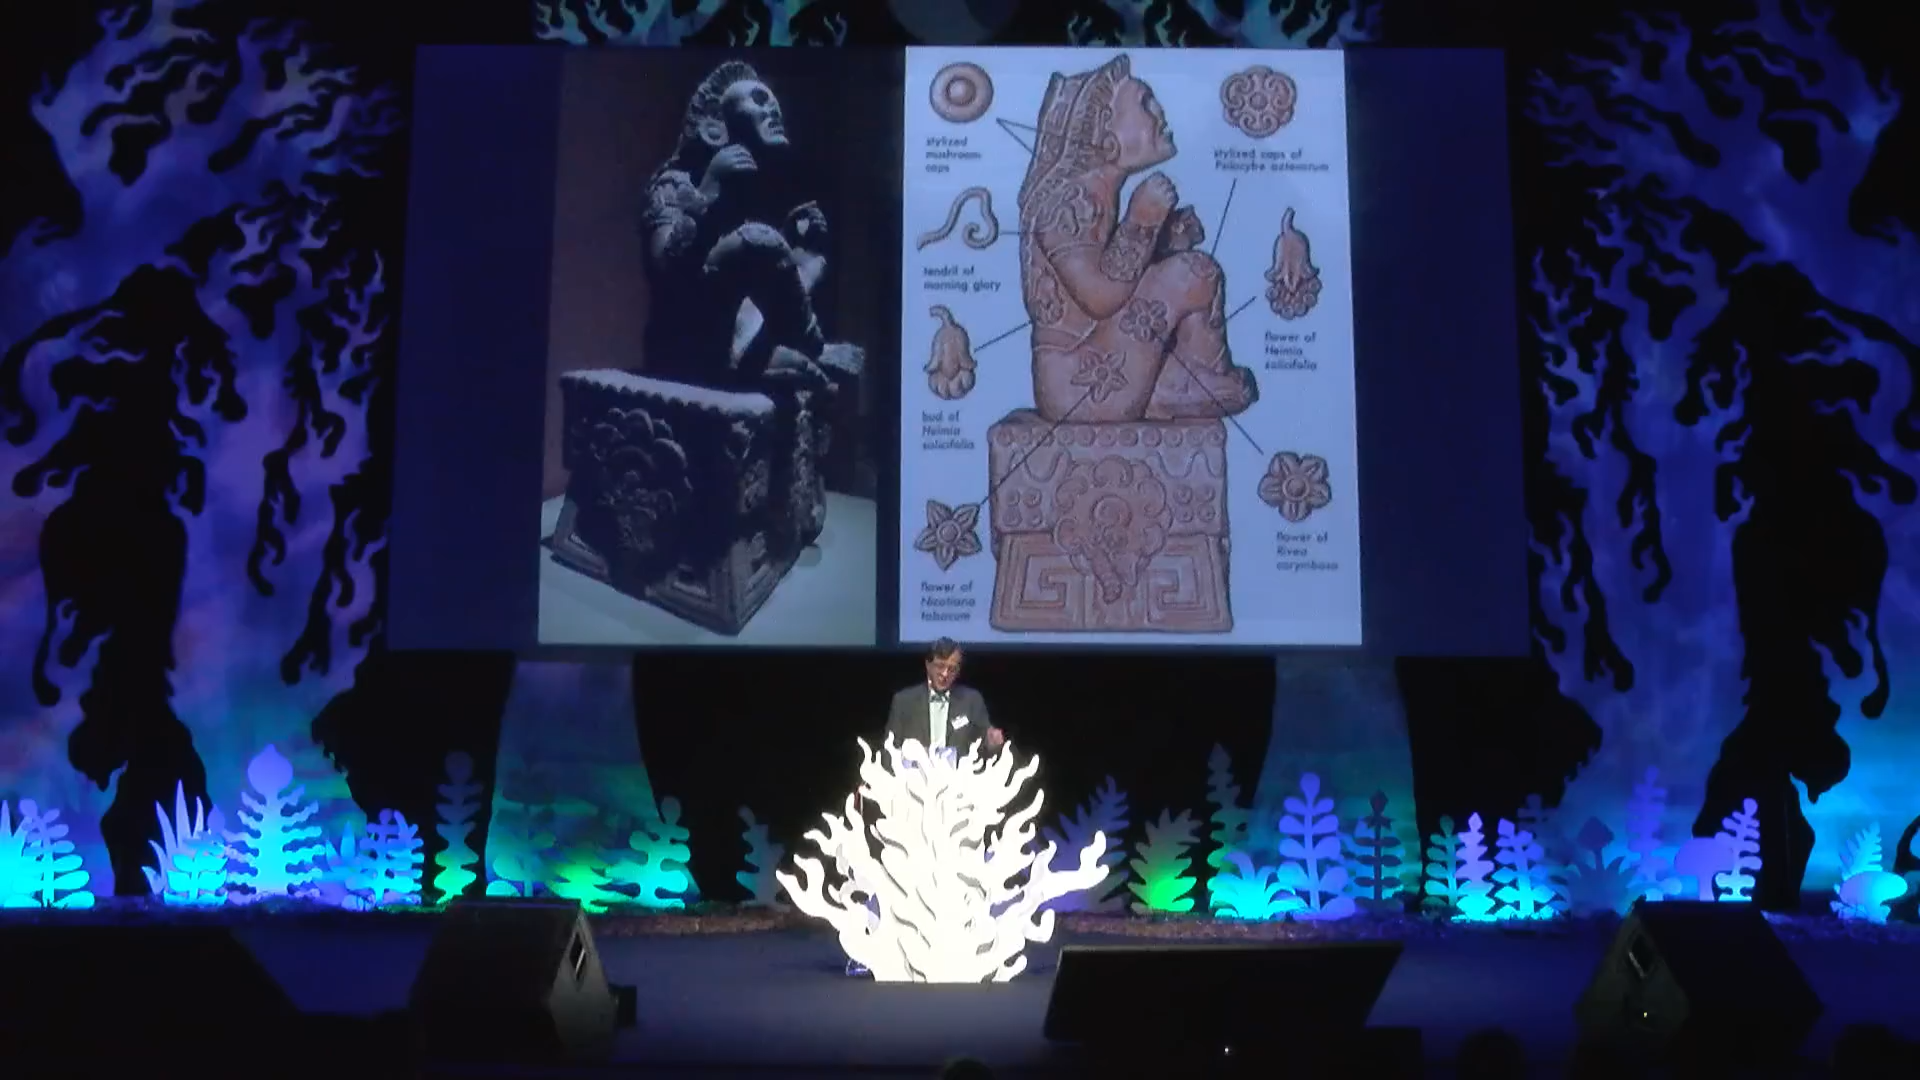 stylized
mushroom
caps
stylized caps of
Psilocybe aztecorum
tendril of
morning glory
flower of
Heimia
salicifolia
bud of
Heimia
salicifolia
flower of
Rivea
corymbosa
flower of
Nicotiana
tabacum